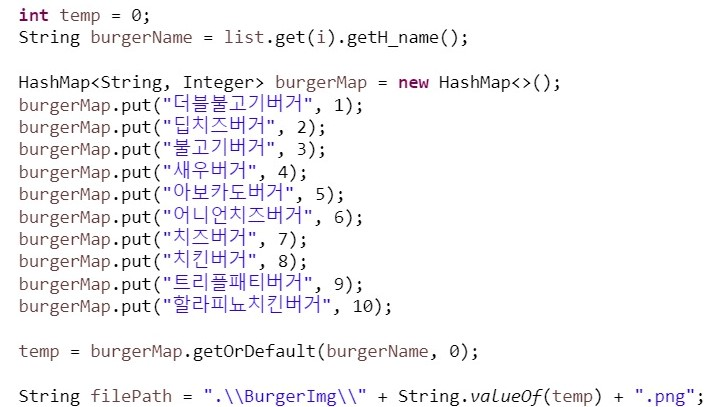 int temp = 0;
String burgerName = list.get(i).getH_name();
HashMap<String, Integer> burgerMap = new HashMap<>();
burgerMap.put("더블불고기버거", 1);
burgerMap.put("딥치즈버거", 2);
burgerMap.put("불고기버거", 3);
burgerMap.put("새우버거", 4);
burgerMap.put("아보카도버거", 5);
burgerMap.put("어니언치즈버거", 6);
burgerMap.put("치즈버거", 7);
burgerMap.put("치킨버거", 8);
burgerMap.put("트리플패티버거", 9);
burgerMap.put("할라피뇨치킨버거", 10);
temp = burgerMap.getOrDefault(burgerName, 0);
String filePath = ".\\BurgerImg\\" + String.valueOf(temp) + ".png";